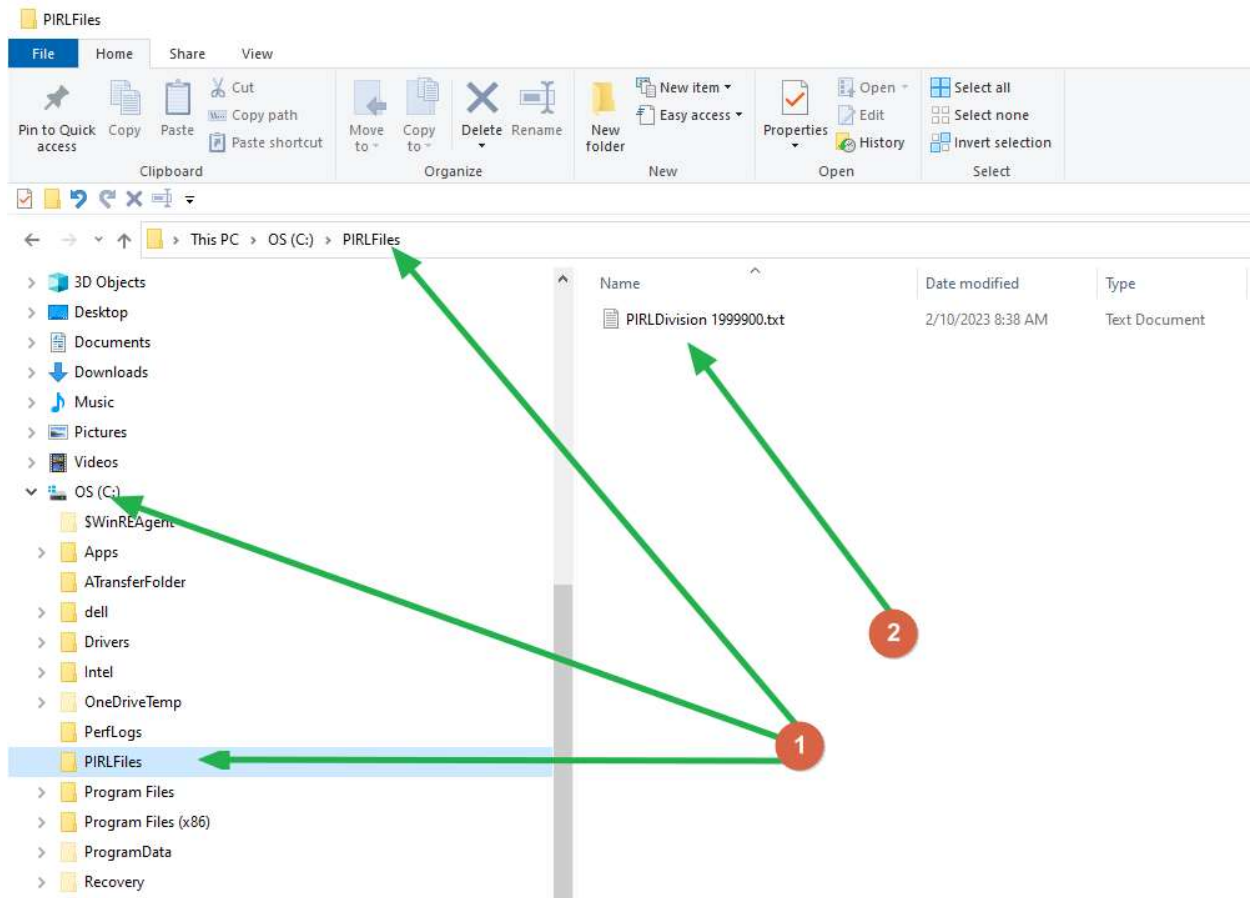 PIRLFiles
File Home Share View
Pin to Quick access
Copy
Paste
Cut
Copy path
Paste shortcut
Clipboard
Move to
Copy to
Delete
Rename
Organize
New folder
New item
Easy access
New
Properties
Open
Edit
History
Open
Select all
Select none
Invert selection
Select
This PC > OS (C:) > PIRLFiles
Name Date modified Type
PIRLDivision 1999900.txt 2/10/2023 8:38 AM Text Document
3D Objects
Desktop
Documents
Downloads
Music
Pictures
Videos
OS (C:)
$WinREAgent
Apps
ATransferFolder
dell
Drivers
Intel
OneDriveTemp
PerfLogs
PIRLFiles
Program Files
Program Files (x86)
ProgramData
Recovery
2
1